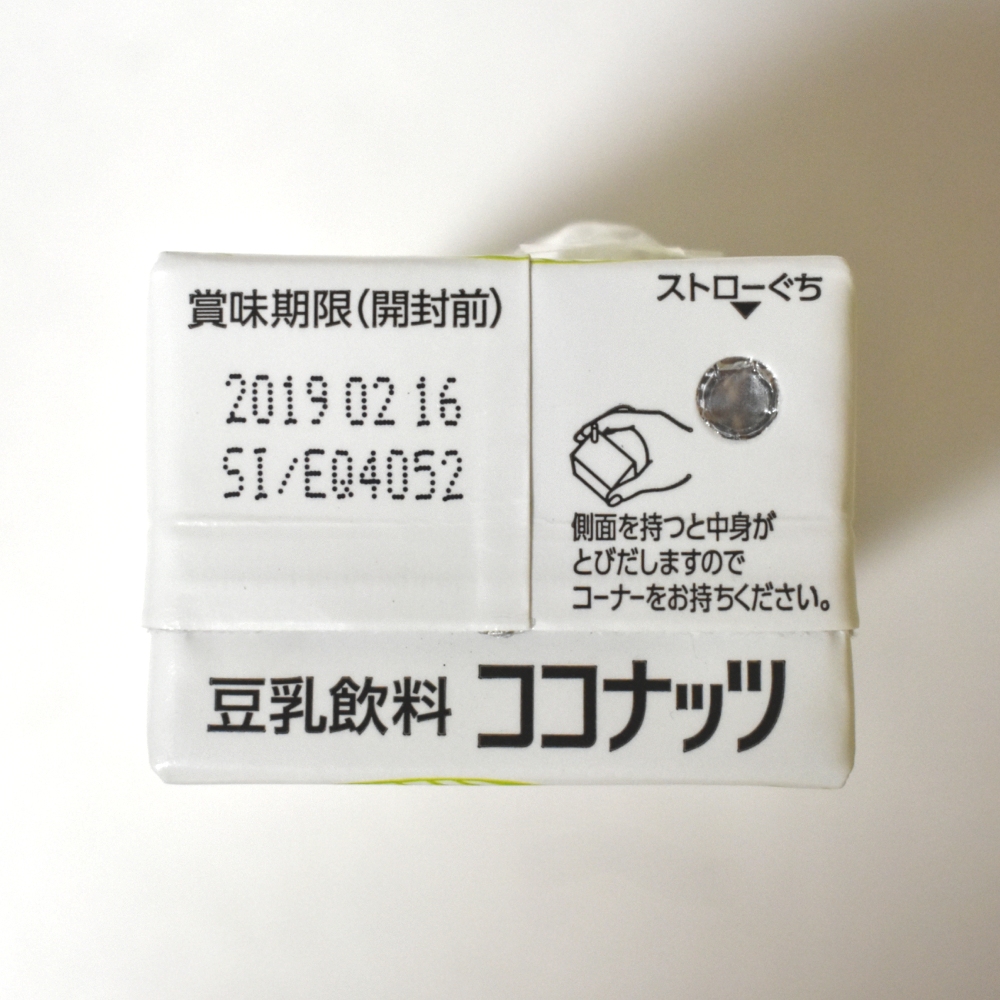 賞味期限(開封前)
2019 02 16
SI/EQ4052
ストローぐち
側面を持つと中身が
とびだしますので
コーナーをお持ちください。
豆乳飲料 ココナッツ